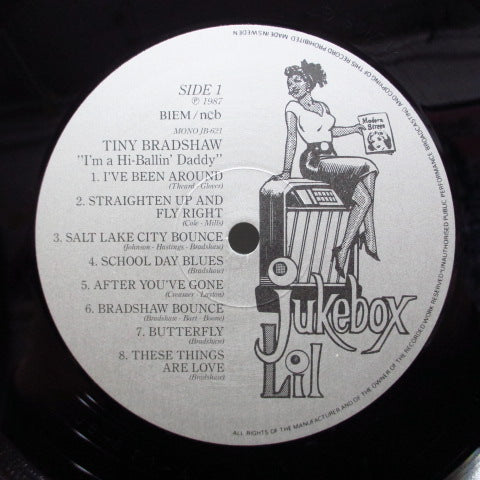 SIDE 1
℗ 1987
BIEM/ncb
MONO JB-621
TINY BRADSHAW
"I'm a Hi-Ballin' Daddy"
1. I'VE BEEN AROUND
(Theard - Glover)
2. STRAIGHTEN UP AND
FLY RIGHT
(Cole - Mills)
3. SALT LAKE CITY BOUNCE
(Johnson - Hastings - Bradshaw)
4. SCHOOL DAY BLUES
(Bradshaw)
5. AFTER YOU'VE GONE
(Creamer - Layton)
6. BRADSHAW BOUNCE
(Bradshaw - Bart - Boone)
7. BUTTERFLY
(Bradshaw)
8. THESE THINGS
ARE LOVE
(Bradshaw)
Modern
Jukebox
Lil
ALL RIGHTS OF THE MANUFACTURER AND OF THE OWNER OF THE RECORDED WORK RESERVED • UNAUTHORISED PUBLIC PERFORMANCE BROADCASTING AND COPYING OF THIS RECORD PROHIBITED MADE IN SWEDEN